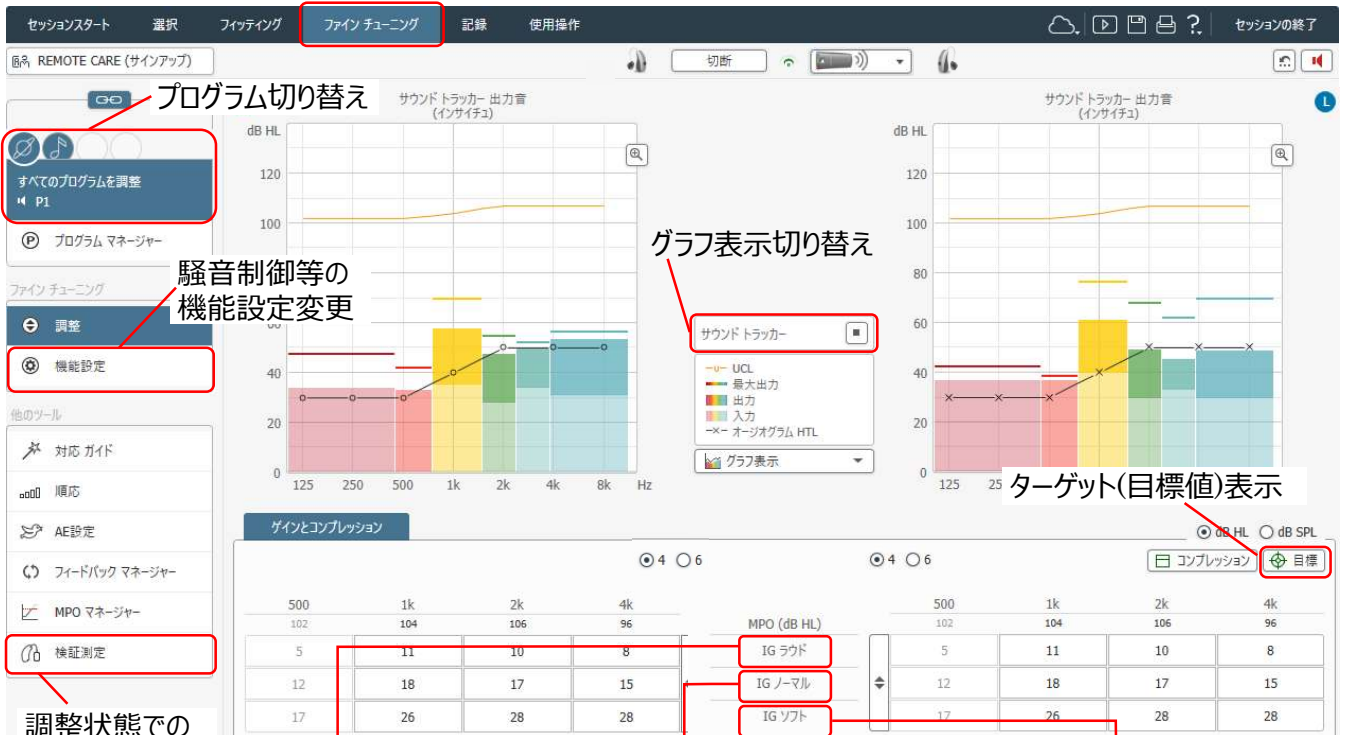 セッションスタート 選択 フィッティング ファイン チューニング 記録 使用操作 ? セッションの終了
REMOTE CARE (サインアップ) 切断
プログラム切り替え
サウンド トラッカー 出力音
(インサイチュ)
サウンド トラッカー 出力音
(インサイチュ)
L
dB HL
120
100
60
40
20
0
125 250 500 1k 2k 4k 8k Hz
dB HL
120
100
80
60
40
20
0
125
すべてのプログラムを調整
P1
P プログラム マネージャー
騒音制御等の
機能設定変更
ファイン チューニング
調整
機能設定
他のツール
対応 ガイド
順応
AE設定
フィードバック マネージャー
MPO マネージャー
検証測定
調整状態での
グラフ表示切り替え
サウンド トラッカー
UCL
最大出力
出力
入力
オージオグラム HTL
グラフ表示
ターゲット(目標値)表示
ゲインとコンプレッション
dB HL dB SPL
4 6 4 6 コンプレッション 目標
500 1k 2k 4k 500 1k 2k 4k
102 104 106 96 MPO (dB HL) 102 104 106 96
5 11 10 8 IG ラウド 5 11 10 8
12 18 17 15 IG ノーマル 12 18 17 15
17 26 28 28 IG ソフト 17 26 28 28